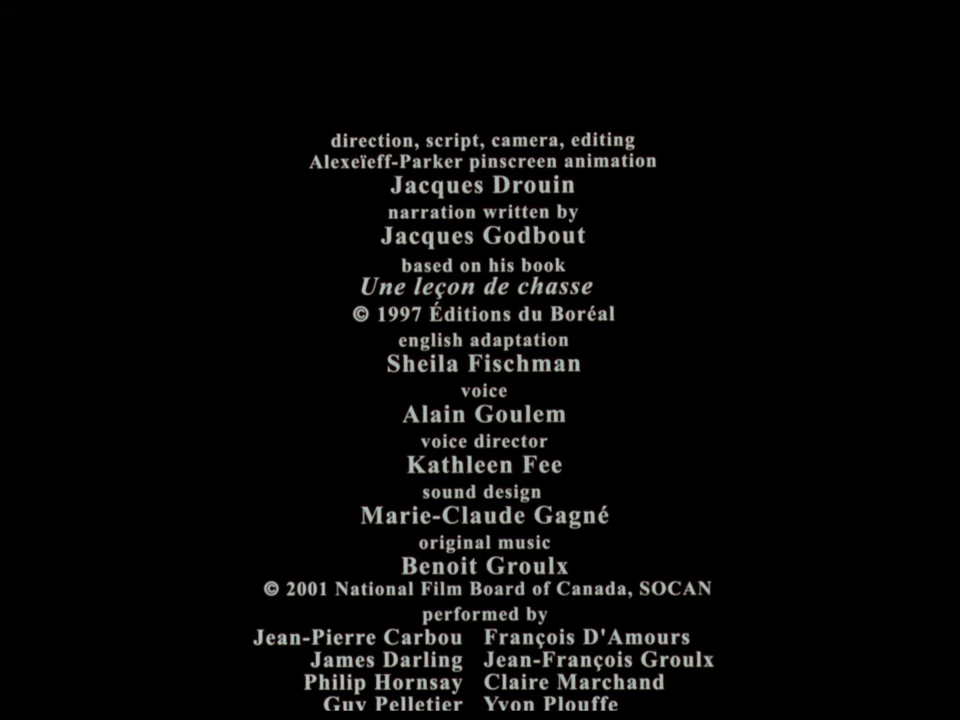 direction, script, camera, editing
Alexeïeff-Parker pinscreen animation
Jacques Drouin
narration written by
Jacques Godbout
based on his book
Une leçon de chasse
© 1997 Éditions du Boréal
english adaptation
Sheila Fischman
voice
Alain Goulem
voice director
Kathleen Fee
sound design
Marie-Claude Gagné
original music
Benoit Groulx
© 2001 National Film Board of Canada, SOCAN
performed by
Jean-Pierre Carbou François D'Amours
James Darling Jean-François Groulx
Philip Hornsay Claire Marchand
Guy Pelletier Yvon Plouffe